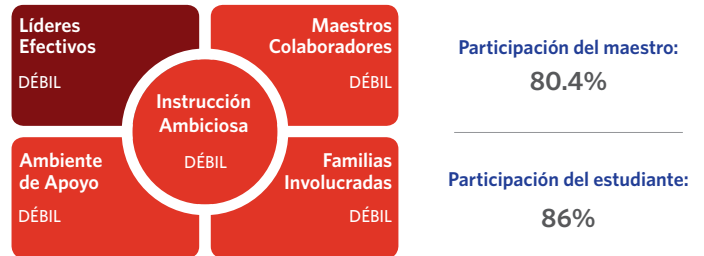 Líderes
Efectivos
DÉBIL
Maestros
Colaboradores
DÉBIL
Instrucción
Ambiciosa
DÉBIL
Ambiente
de Apoyo
DÉBIL
Familias
Involucradas
DÉBIL
Participación del maestro:
80.4%
Participación del estudiante:
86%